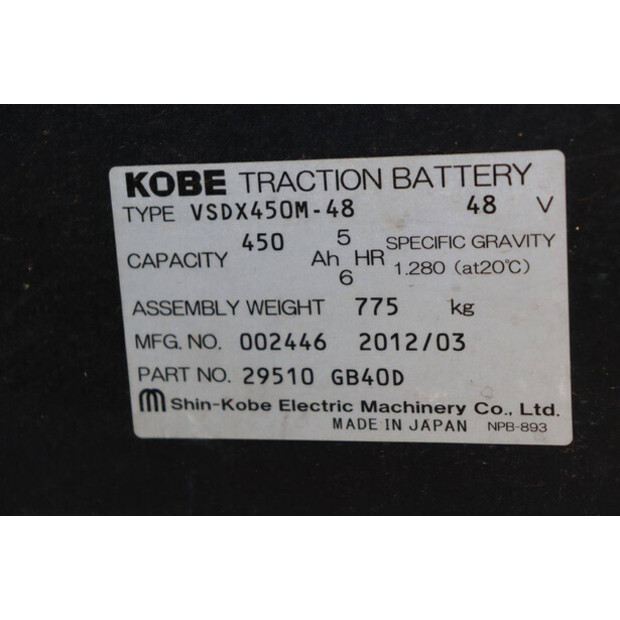 KOBE TRACTION BATTERY
TYPE VSDX450M-48 48 V
CAPACITY 450 Ah 5 HR 6 SPECIFIC GRAVITY
1.280 (at20℃)
ASSEMBLY WEIGHT 775 kg
MFG. NO. 002446 2012/03
PART NO. 29510 GB40D
Shin-Kobe Electric Machinery Co., Ltd.
MADE IN JAPAN NPB-893